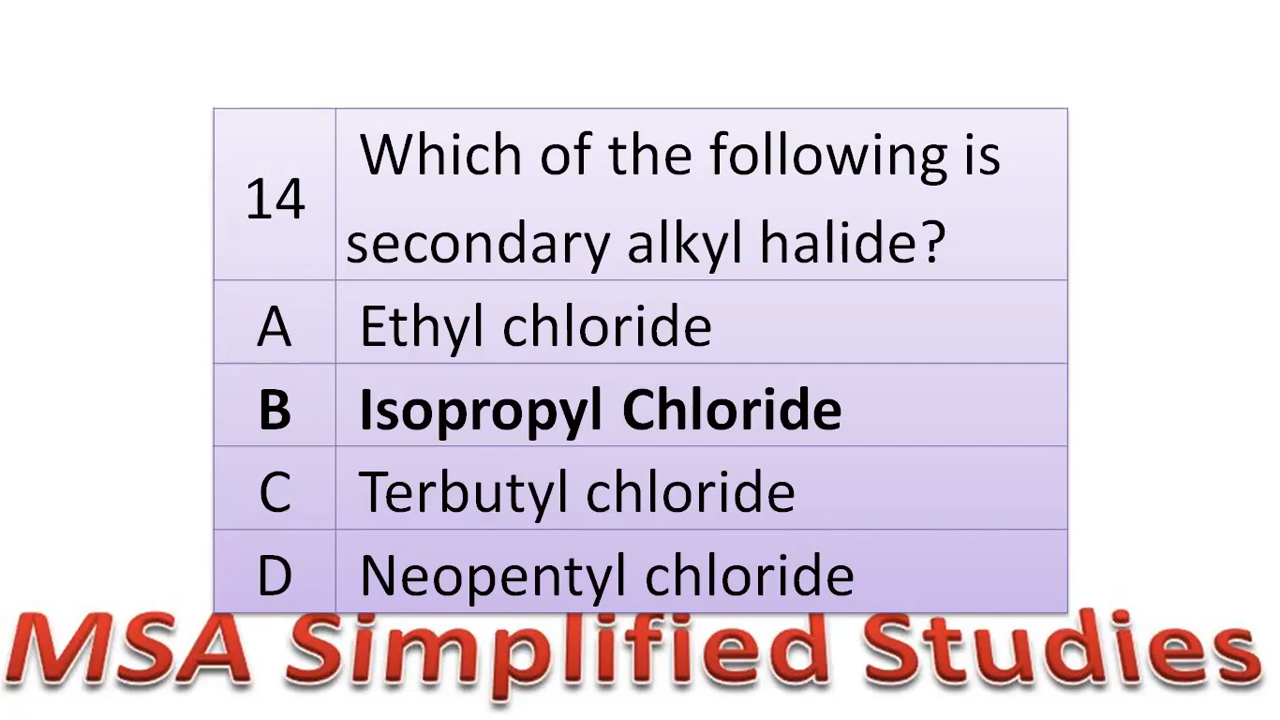 14
Which of the following is
secondary alkyl halide?
A Ethyl chloride
B Isopropyl Chloride
C Terbutyl chloride
D Neopentyl chloride
MSA Simplified Studies